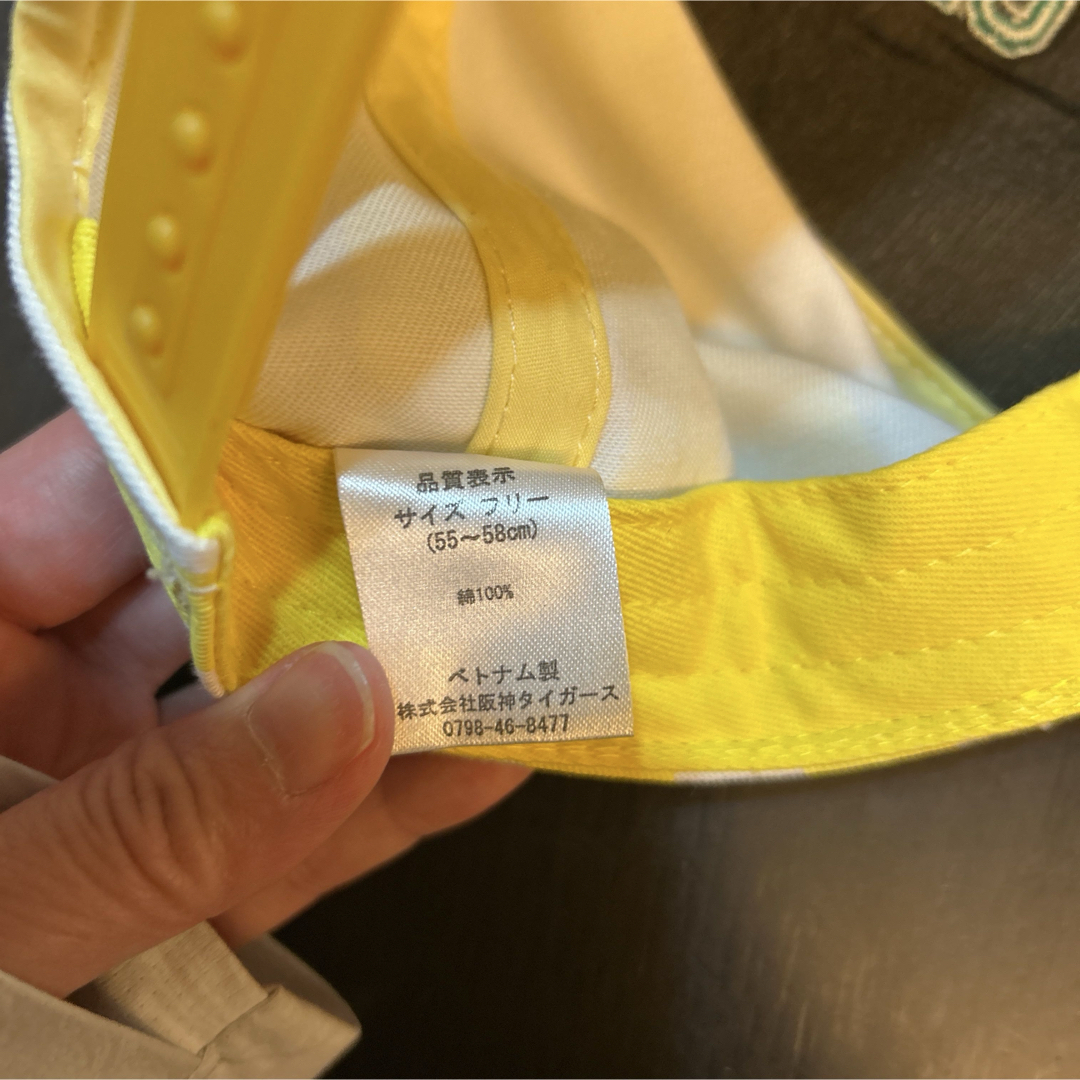 品質表示
サイズ フリー
(55～58cm)
綿100%
ベトナム製
株式会社阪神タイガース
0798-46-8477